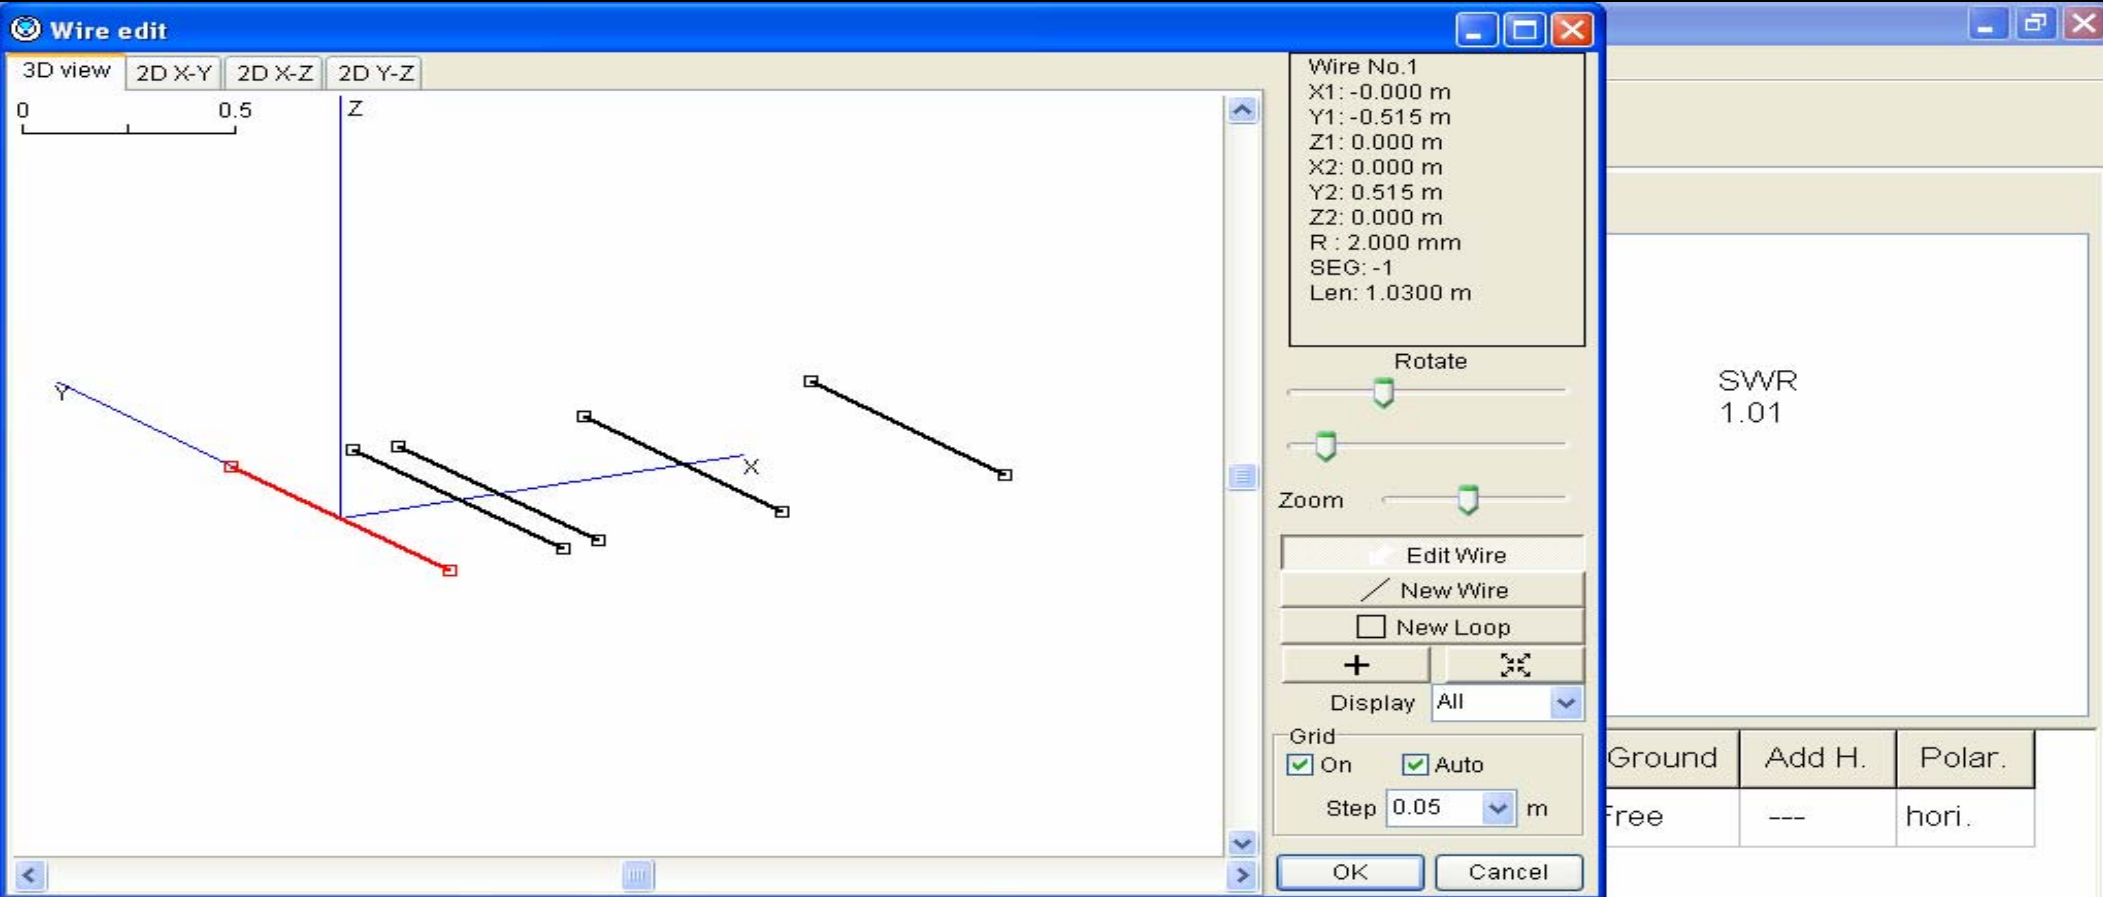 Wire edit
3D view 2D X-Y 2D X-Z 2D Y-Z
0 0.5
Z
Y
X
Wire No.1
X1: -0.000 m
Y1: -0.515 m
Z1: 0.000 m
X2: 0.000 m
Y2: 0.515 m
Z2: 0.000 m
R : 2.000 mm
SEG: -1
Len: 1.0300 m
Rotate
Zoom
Edit Wire
New Wire
New Loop
Display All
Grid
On Auto
Step 0.05 m
OK Cancel
SWR
1.01
Ground Add H. Polar.
Free --- hori.